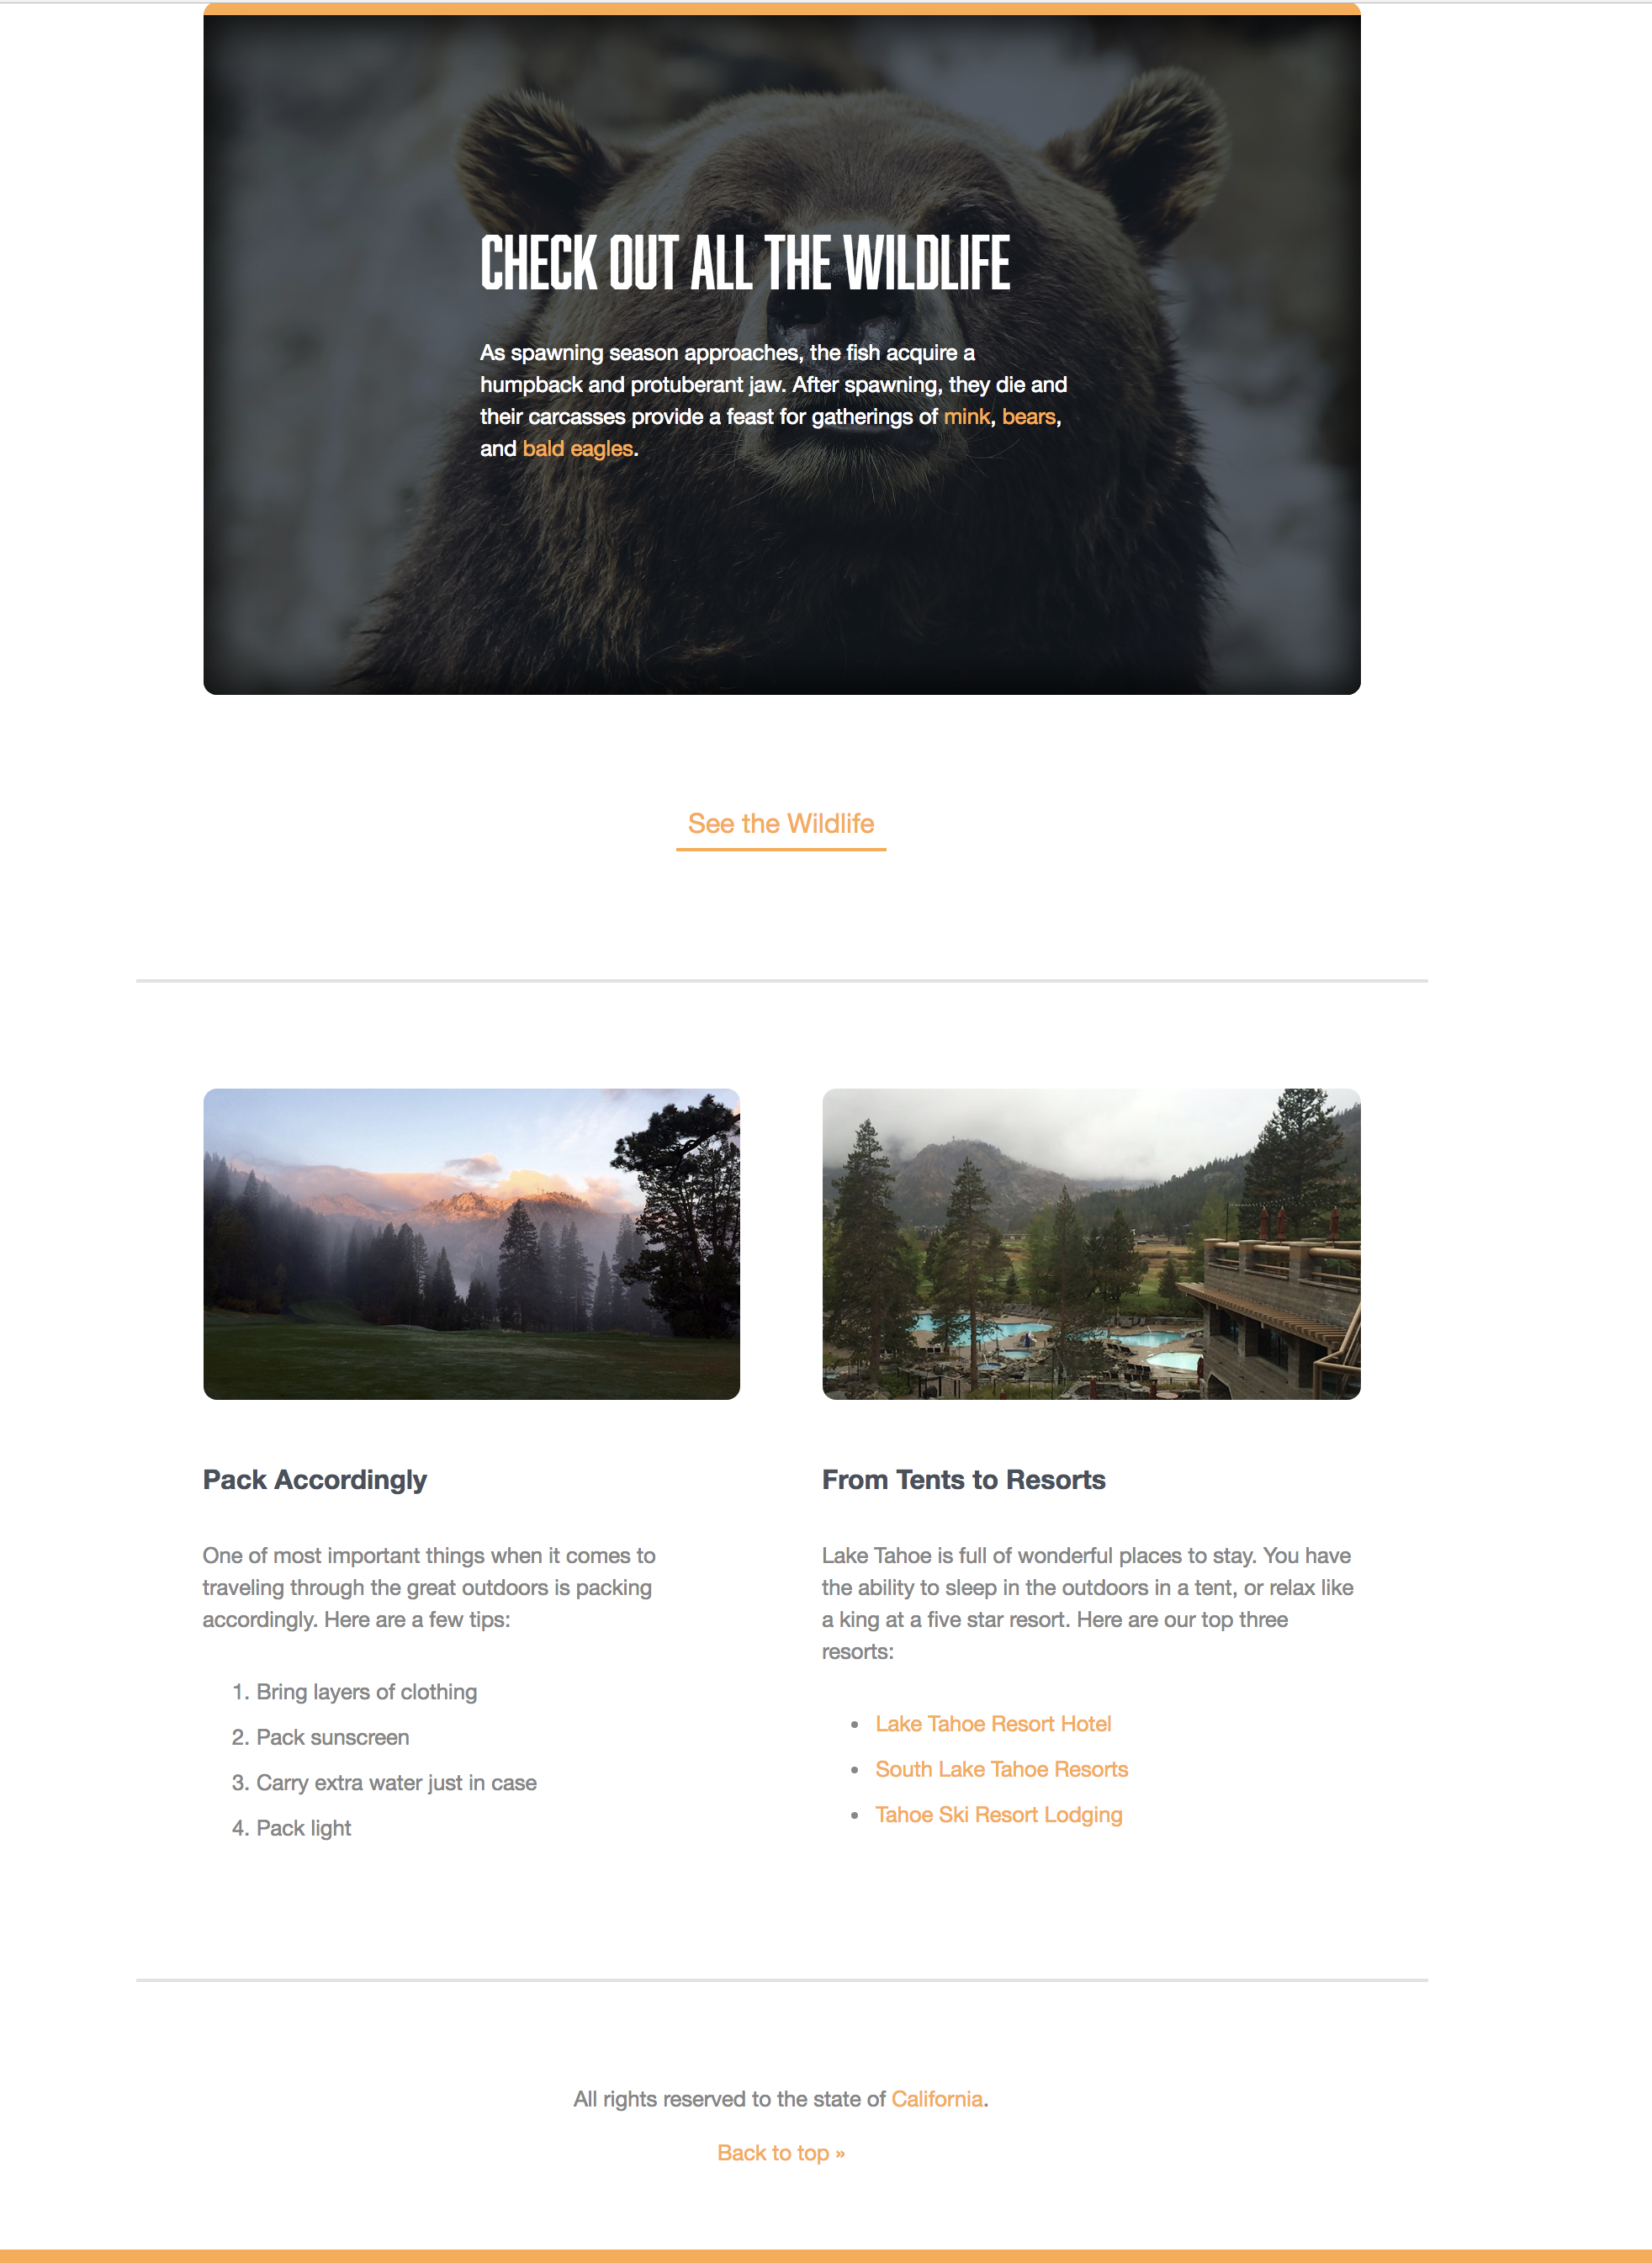 CHECK OUT ALL THE WILDLIFE
As spawning season approaches, the fish acquire a
humpback and protuberant jaw. After spawning, they die and
their carcasses provide a feast for gatherings of mink, bears,
and bald eagles.
See the Wildlife
Pack Accordingly
One of most important things when it comes to
traveling through the great outdoors is packing
accordingly. Here are a few tips:
1. Bring layers of clothing
2. Pack sunscreen
3. Carry extra water just in case
4. Pack light
From Tents to Resorts
Lake Tahoe is full of wonderful places to stay. You have
the ability to sleep in the outdoors in a tent, or relax like
a king at a five star resort. Here are our top three
resorts:
• Lake Tahoe Resort Hotel
• South Lake Tahoe Resorts
• Tahoe Ski Resort Lodging
All rights reserved to the state of California.
Back to top »